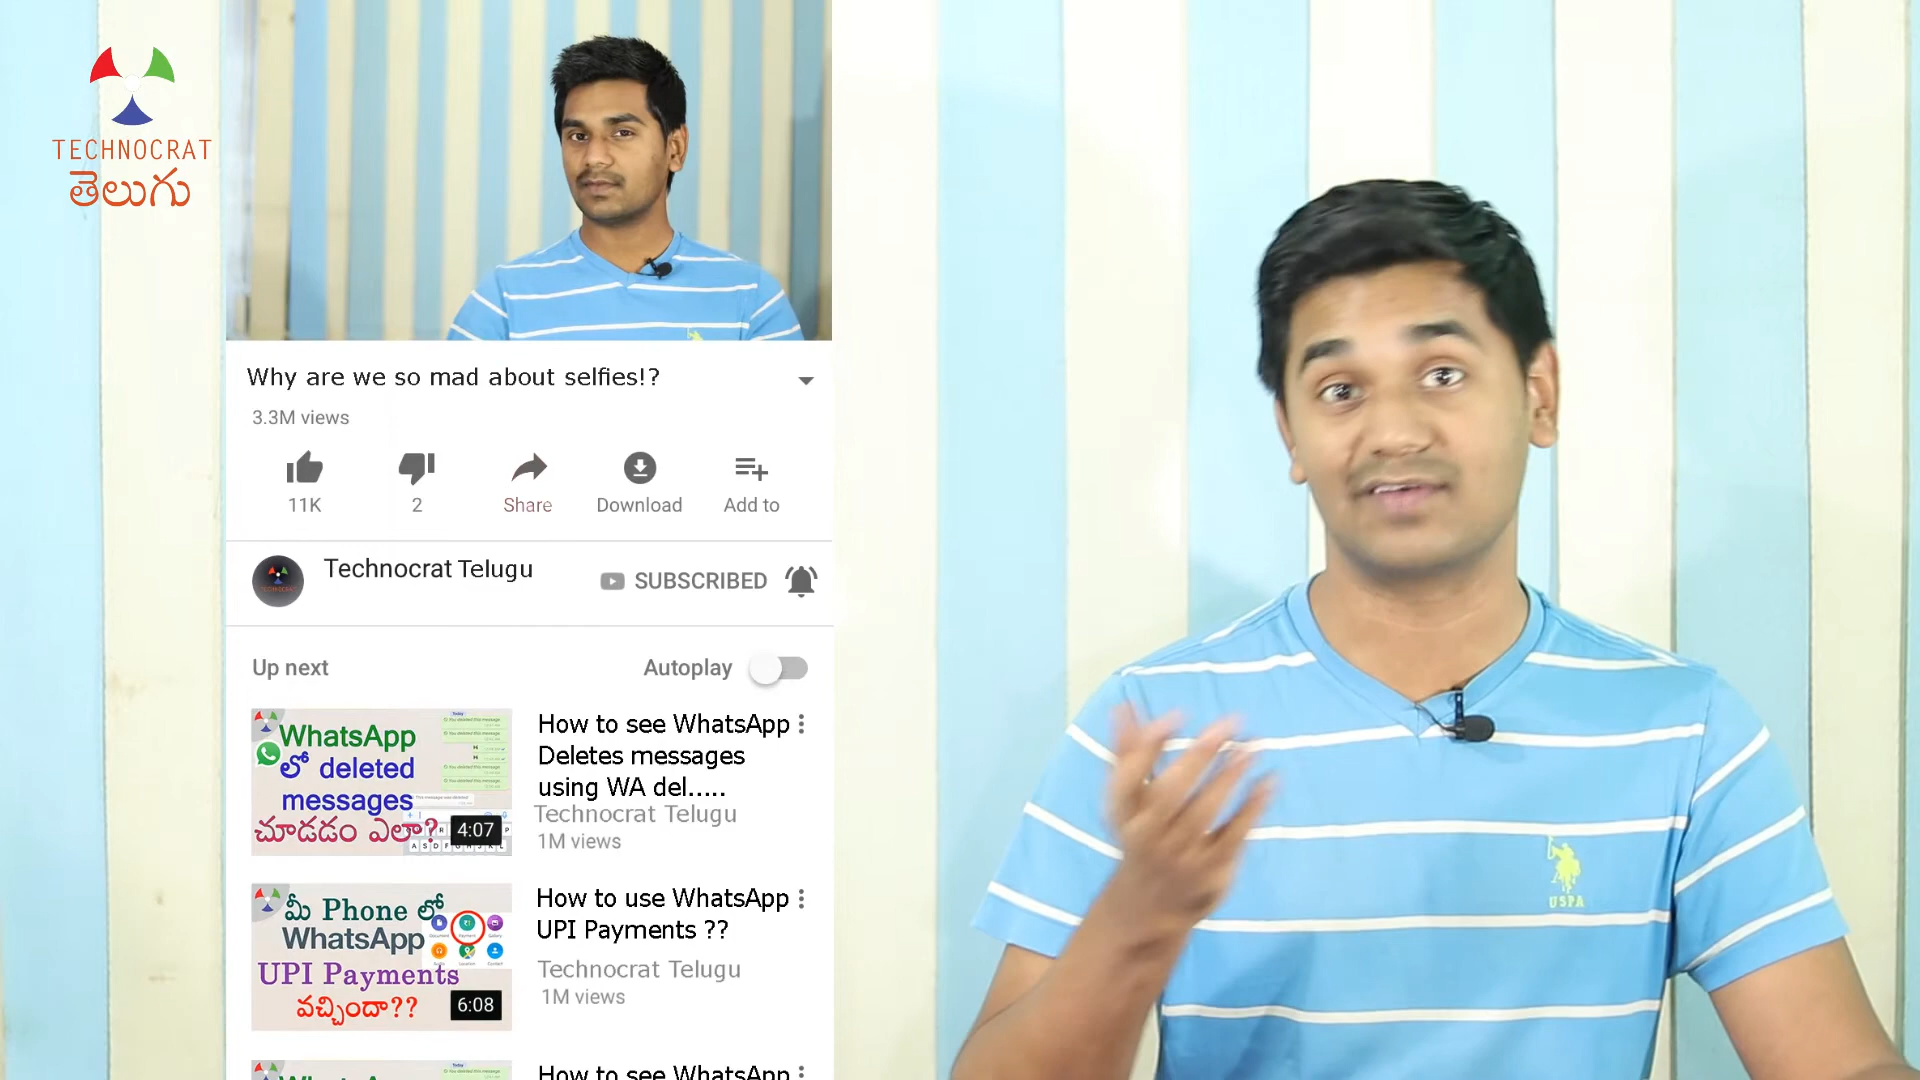 TECHNOCRAT
తెలుగు
Why are we so mad about selfies!?
3.3M views
11K
2
Share
Download
Add to
Technocrat Telugu
SUBSCRIBED
Up next
Autoplay
WhatsApp
లో deleted
messages
చూడడం ఎలా?
4:07
How to see WhatsApp
Deletes messages
using WA del.....
Technocrat Telugu
1M views
మీ Phone లో
WhatsApp
UPI Payments
వచ్చిందా??
6:08
How to use WhatsApp
UPI Payments ??
Technocrat Telugu
1M views
How to see WhatsApp
USPA